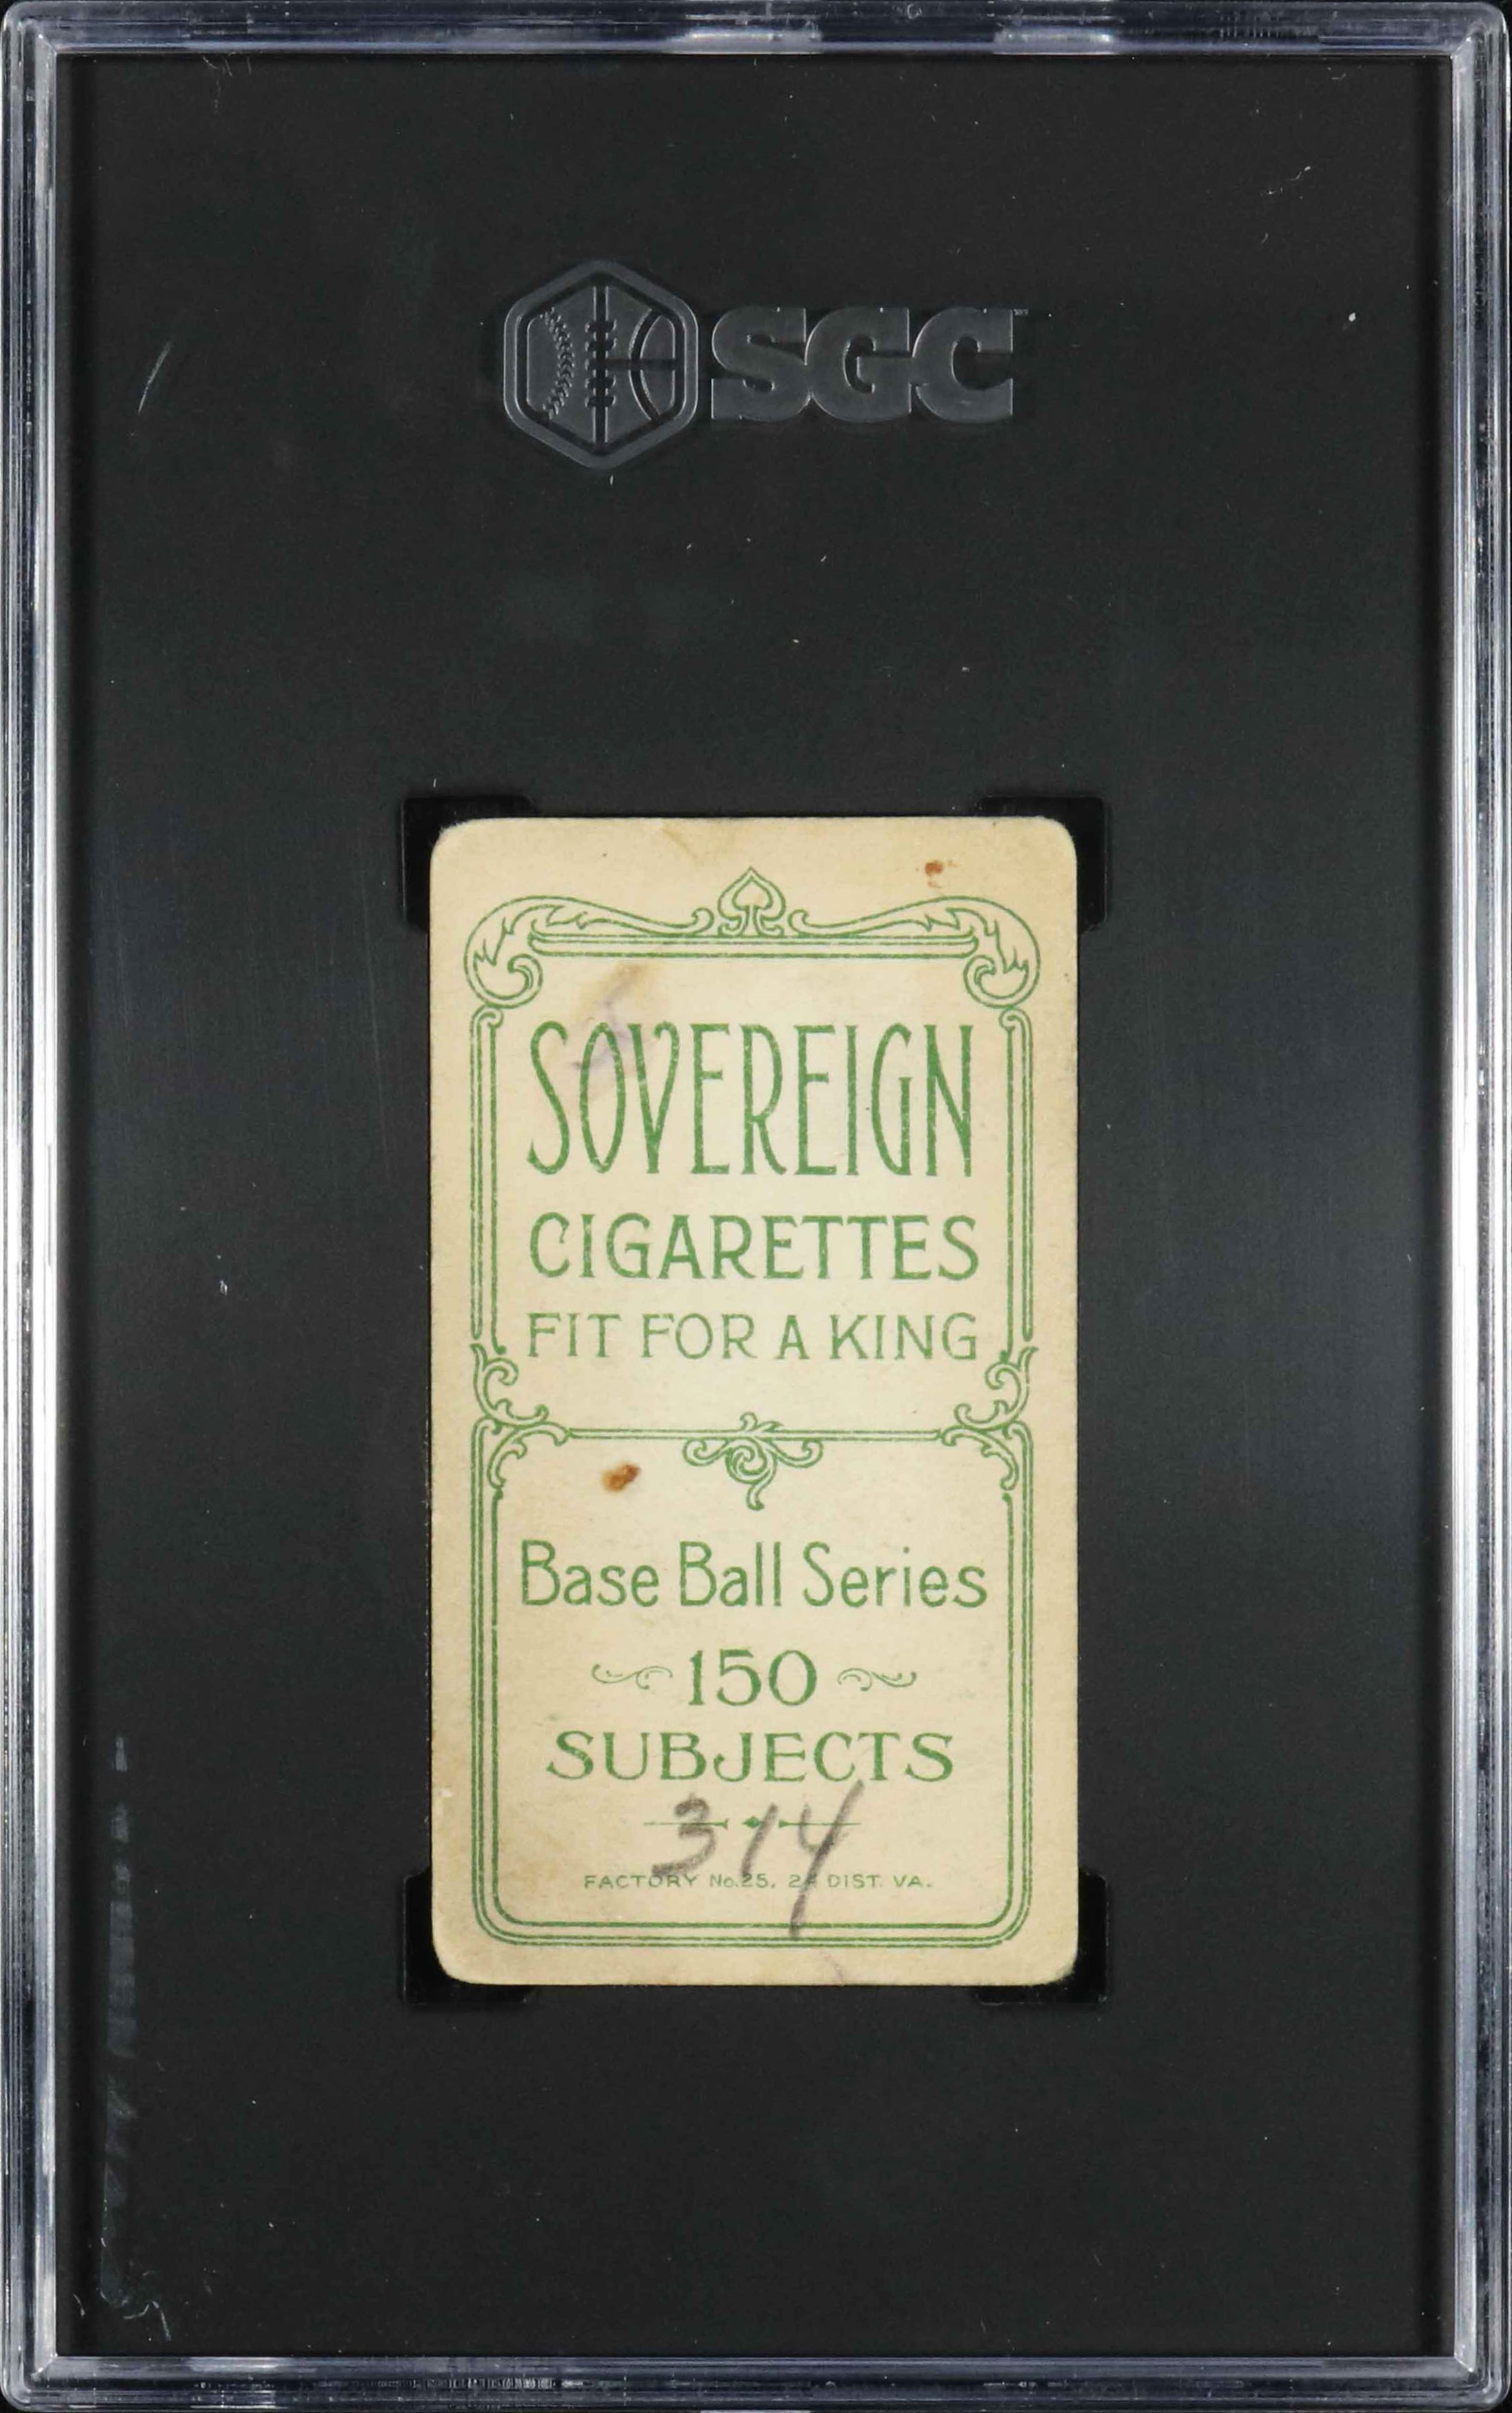 SGC
SOVEREIGN
CIGARETTES
FIT FOR A KING
Base Ball Series
150
SUBJECTS
314
FACTORY No. 25, 2d DIST. VA.